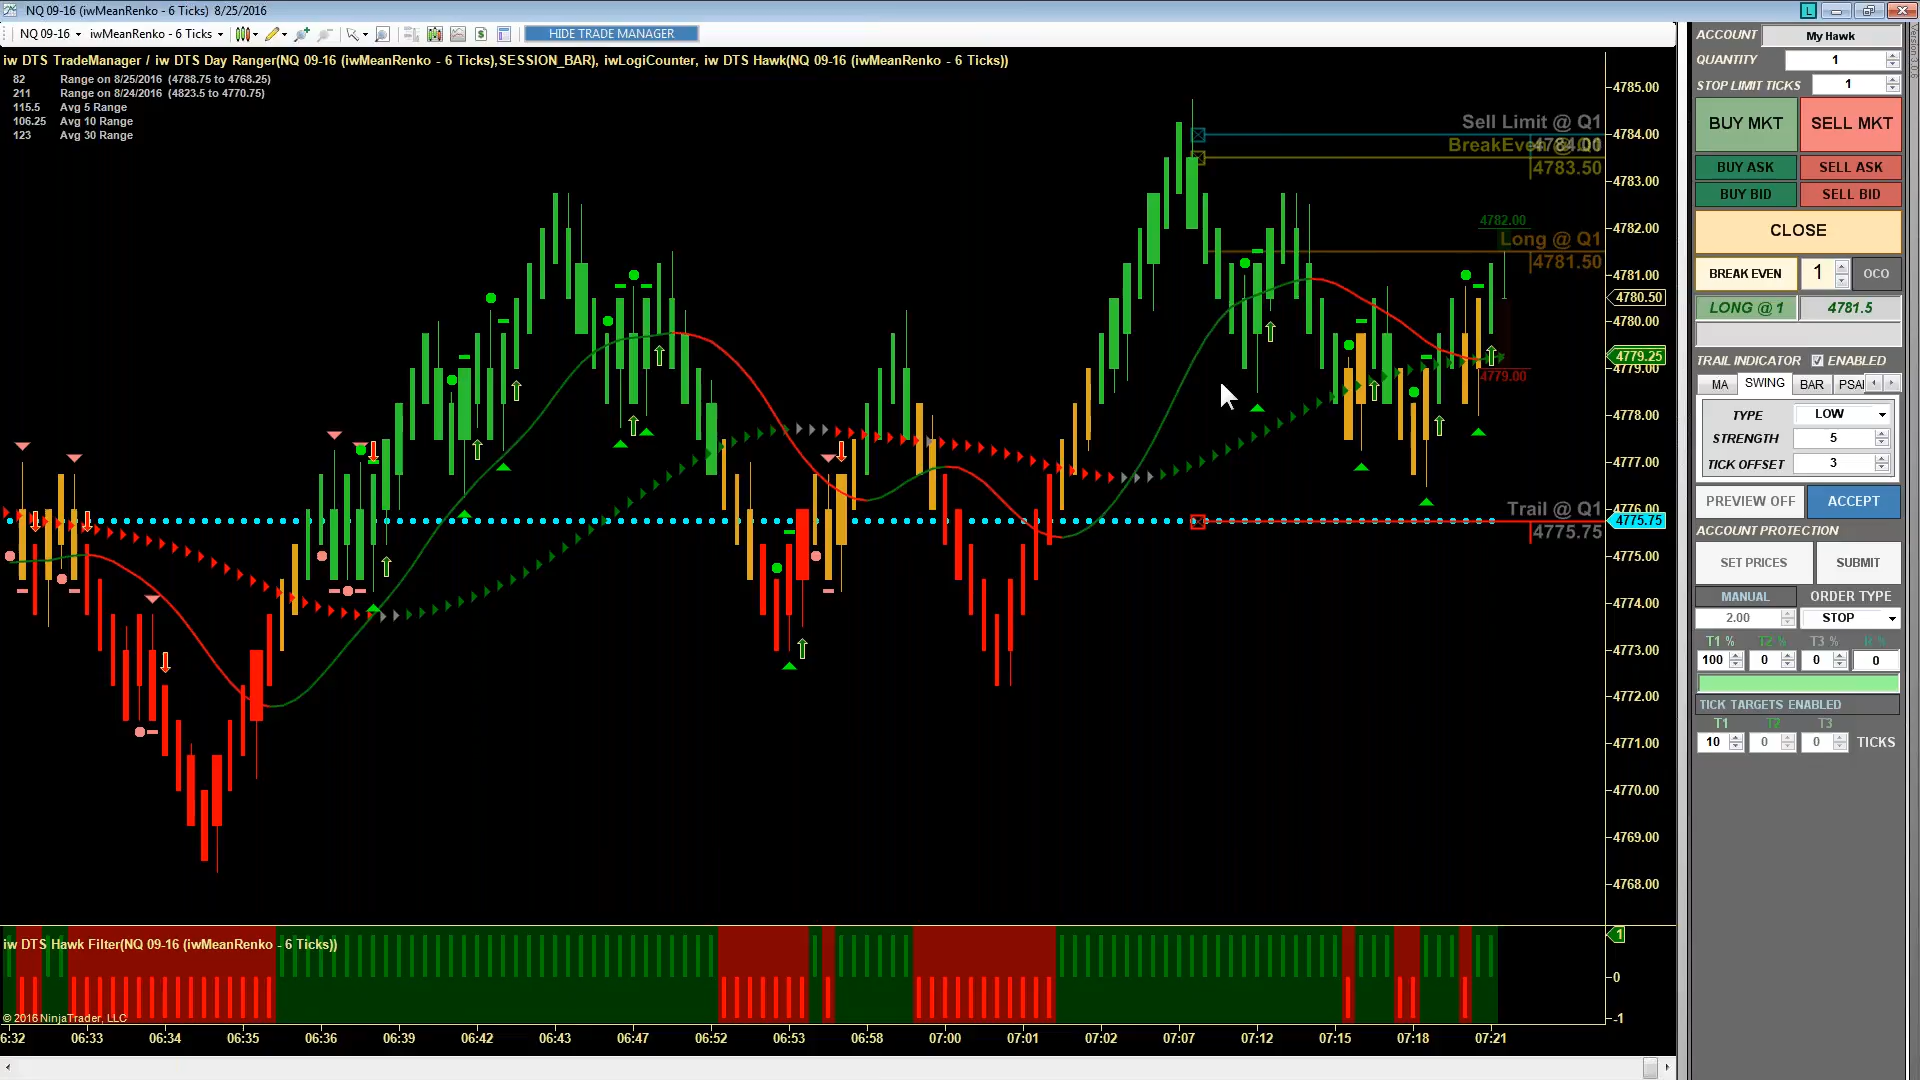 NQ 09-16 (iwMeanRenko - 6 Ticks)  8/25/2016
L
NQ 09-16 iwMeanRenko - 6 Ticks
HIDE TRADE MANAGER
iw DTS TradeManager / iw DTS Day Ranger(NQ 09-16 (iwMeanRenko - 6 Ticks),SESSION_BAR), iwLogiCounter, iw DTS Hawk(NQ 09-16 (iwMeanRenko - 6 Ticks))
82 Range on 8/25/2016 (4788.75 to 4768.25)
211 Range on 8/24/2016 (4823.5 to 4770.75)
115.5 Avg 5 Range
106.25 Avg 10 Range
123 Avg 30 Range
Sell Limit @ Q1
4784.00
BreakEven @ Q1
4783.50
4782.00
Long @ Q1
4781.50
4779.00
Trail @ Q1
4775.75
4785.00
4784.00
4783.00
4782.00
4781.00
4780.50
4780.00
4779.25
4779.00
4778.00
4777.00
4776.00
4775.75
4775.00
4774.00
4773.00
4772.00
4771.00
4770.00
4769.00
4768.00
iw DTS Hawk Filter(NQ 09-16 (iwMeanRenko - 6 Ticks))
1
0
-1
© 2016 NinjaTrader, LLC
6:32 06:33 06:34 06:35 06:36 06:39 06:42 06:43 06:47 06:52 06:53 06:58 07:00 07:01 07:02 07:07 07:12 07:15 07:18 07:21
ACCOUNT My Hawk
QUANTITY 1
STOP LIMIT TICKS 1
BUY MKT SELL MKT
BUY ASK SELL ASK
BUY BID SELL BID
CLOSE
BREAK EVEN 1 OCO
LONG @ 1 4781.5
TRAIL INDICATOR ENABLED
MA SWING BAR PSA
TYPE LOW
STRENGTH 5
TICK OFFSET 3
PREVIEW OFF ACCEPT
ACCOUNT PROTECTION
SET PRICES SUBMIT
MANUAL ORDER TYPE
2.00 STOP
T1 % T2 % T3 %
100 0 0 0
TICK TARGETS ENABLED
T1 T2 T3
10 0 0 TICKS